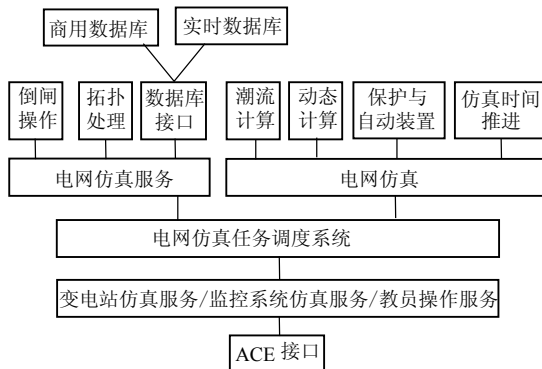 商用数据库
实时数据库
倒闸
操作
拓扑
处理
数据库
接口
潮流
计算
动态
计算
保护与
自动装置
仿真时间
推进
电网仿真服务
电网仿真
电网仿真任务调度系统
变电站仿真服务/监控系统仿真服务/教员操作服务
ACE 接口